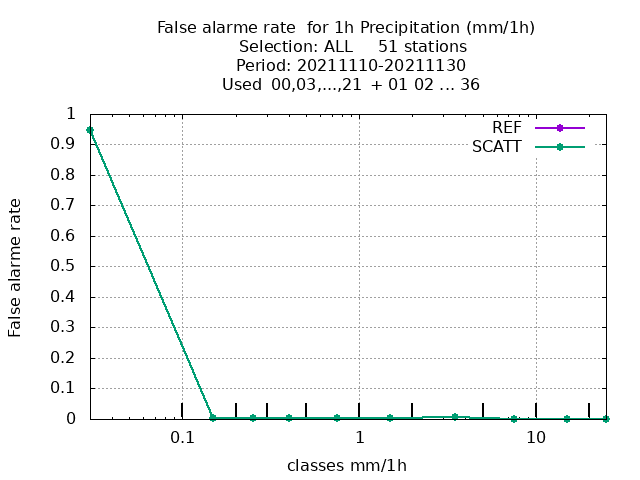 False alarme rate  for 1h Precipitation (mm/1h)
Selection: ALL     51 stations
Period: 20211110-20211130
Used  00,03,...,21  + 01 02 ... 36
REF
SCATT
1
0.9
0.8
0.7
0.6
0.5
0.4
0.3
0.2
0.1
0
False alarme rate
0.1 1 10
classes mm/1h